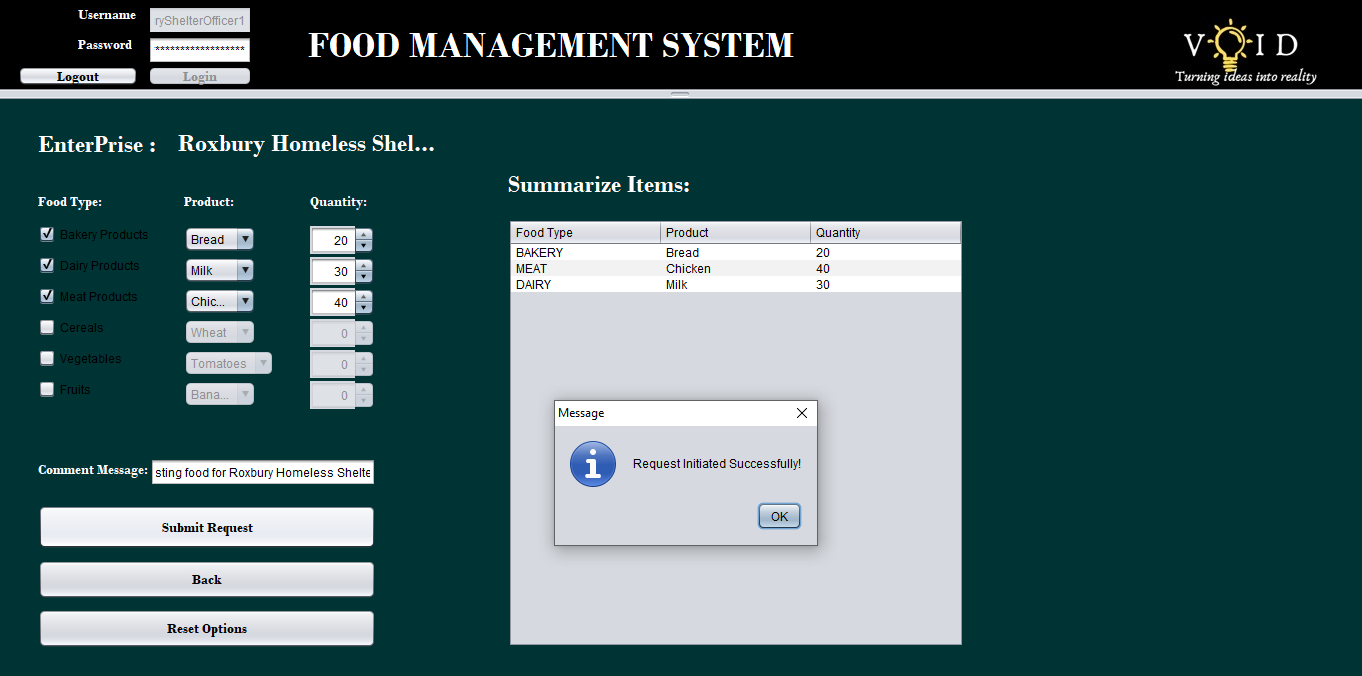 Username ryShelterOfficer1
Password ******************
Logout Login
FOOD MANAGEMENT SYSTEM
V ID
Turning ideas into reality
EnterPrise : Roxbury Homeless Shel...
Food Type: Product: Quantity:
Bakery Products Bread 20
Dairy Products Milk 30
Meat Products Chic... 40
Cereals Wheat 0
Vegetables Tomatoes 0
Fruits Bana... 0
Comment Message: sting food for Roxbury Homeless Shelte
Submit Request
Back
Reset Options
Summarize Items:
Food Type Product Quantity
BAKERY Bread 20
MEAT Chicken 40
DAIRY Milk 30
Message
i
Request Initiated Successfully!
OK